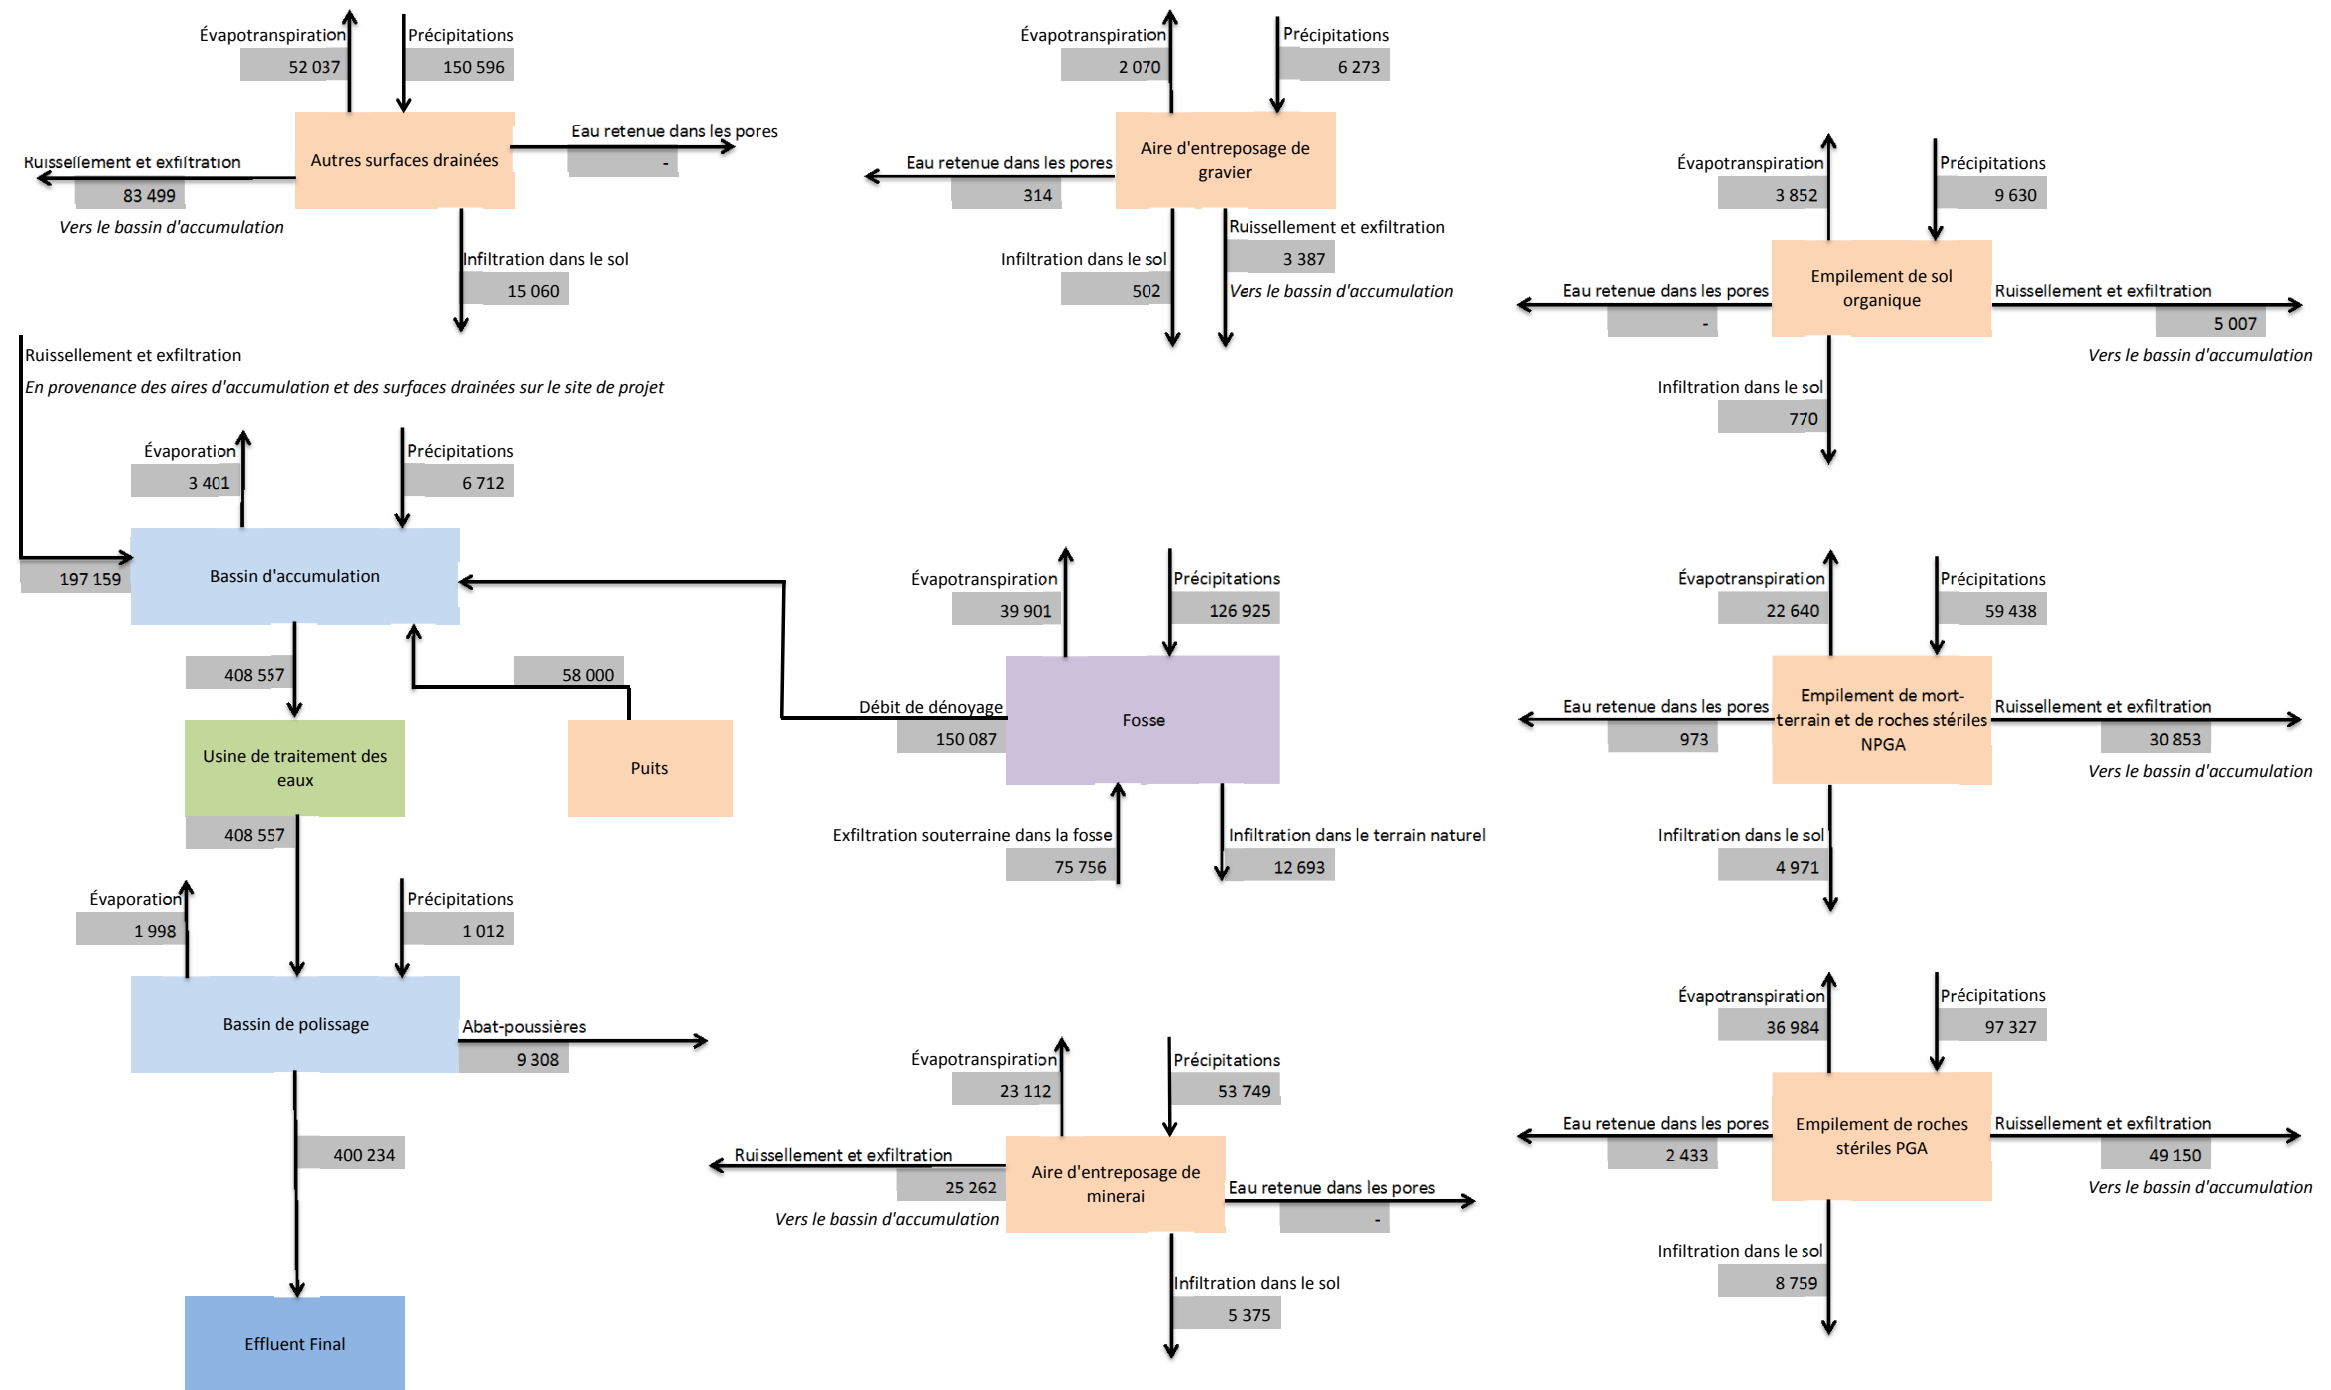 Évapotranspiration
52 037
Précipitations
150 596
Autres surfaces drainées
Eau retenue dans les pores
-
Ruissellement et exfiltration
83 499
Vers le bassin d'accumulation
Infiltration dans le sol
15 060
Évapotranspiration
2 070
Précipitations
6 273
Aire d'entreposage de
gravier
Eau retenue dans les pores
314
Infiltration dans le sol
502
Ruissellement et exfiltration
3 387
Vers le bassin d'accumulation
Évapotranspiration
3 852
Précipitations
9 630
Empilement de sol
organique
Eau retenue dans les pores
-
Ruissellement et exfiltration
5 007
Vers le bassin d'accumulation
Infiltration dans le sol
770
Ruissellement et exfiltration
En provenance des aires d'accumulation et des surfaces drainées sur le site de projet
Évaporation
3 401
Précipitations
6 712
197 159
Bassin d'accumulation
408 557
58 000
Usine de traitement des
eaux
Puits
408 557
Évaporation
1 998
Précipitations
1 012
Bassin de polissage
Abat-poussières
9 308
400 234
Effluent Final
Évapotranspiration
39 901
Précipitations
126 925
Débit de dénoyage
150 087
Fosse
Exfiltration souterraine dans la fosse
75 756
Infiltration dans le terrain naturel
12 693
Évapotranspiration
23 112
Précipitations
53 749
Ruissellement et exfiltration
25 262
Vers le bassin d'accumulation
Aire d'entreposage de
minerai
Eau retenue dans les pores
-
Infiltration dans le sol
5 375
Évapotranspiration
22 640
Précipitations
59 438
Eau retenue dans les pores
973
Empilement de mort-
terrain et de roches stériles
NPGA
Ruissellement et exfiltration
30 853
Vers le bassin d'accumulation
Infiltration dans le sol
4 971
Évapotranspiration
36 984
Précipitations
97 327
Eau retenue dans les pores
2 433
Empilement de roches
stériles PGA
Ruissellement et exfiltration
49 150
Vers le bassin d'accumulation
Infiltration dans le sol
8 759